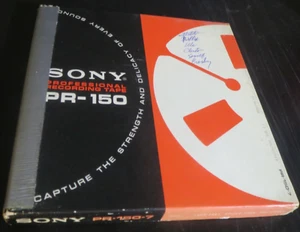 CAPTURE THE STRENGTH AND DELICACY OF EVERY SOUND
SONY
PROFESSIONAL
RECORDING TAPE
PR-150
SONY PR-150-7